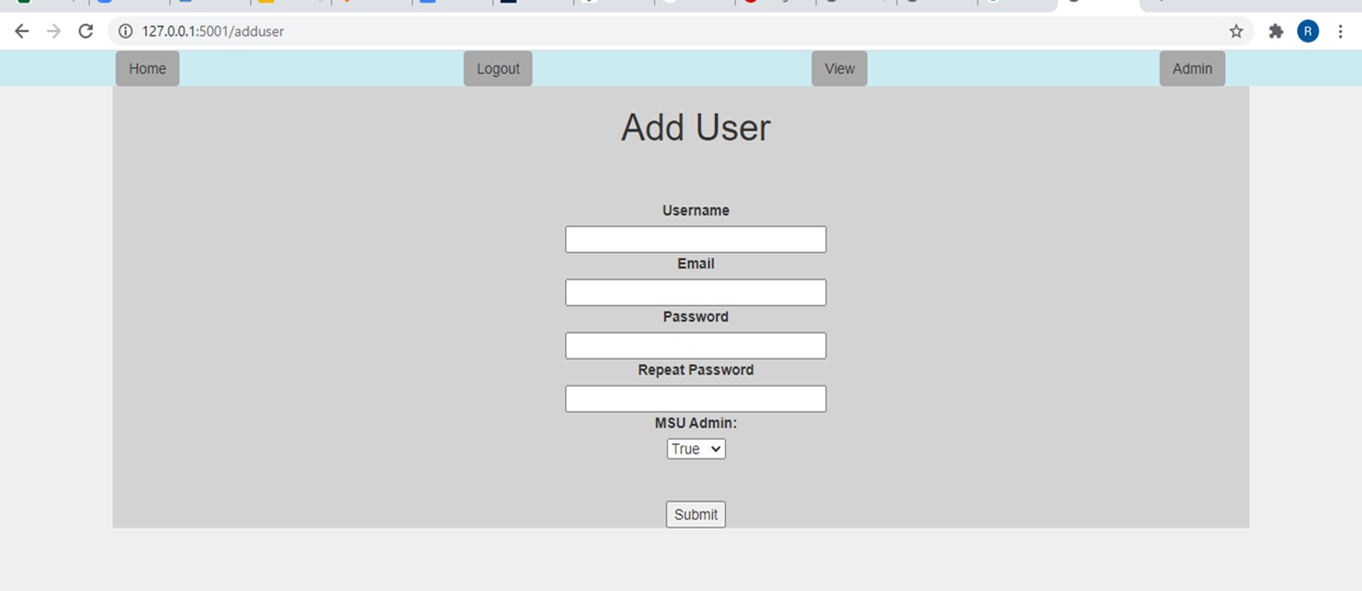 127.0.0.1:5001/adduser
R
Home Logout View Admin
Add User
Username
Email
Password
Repeat Password
MSU Admin:
True
Submit